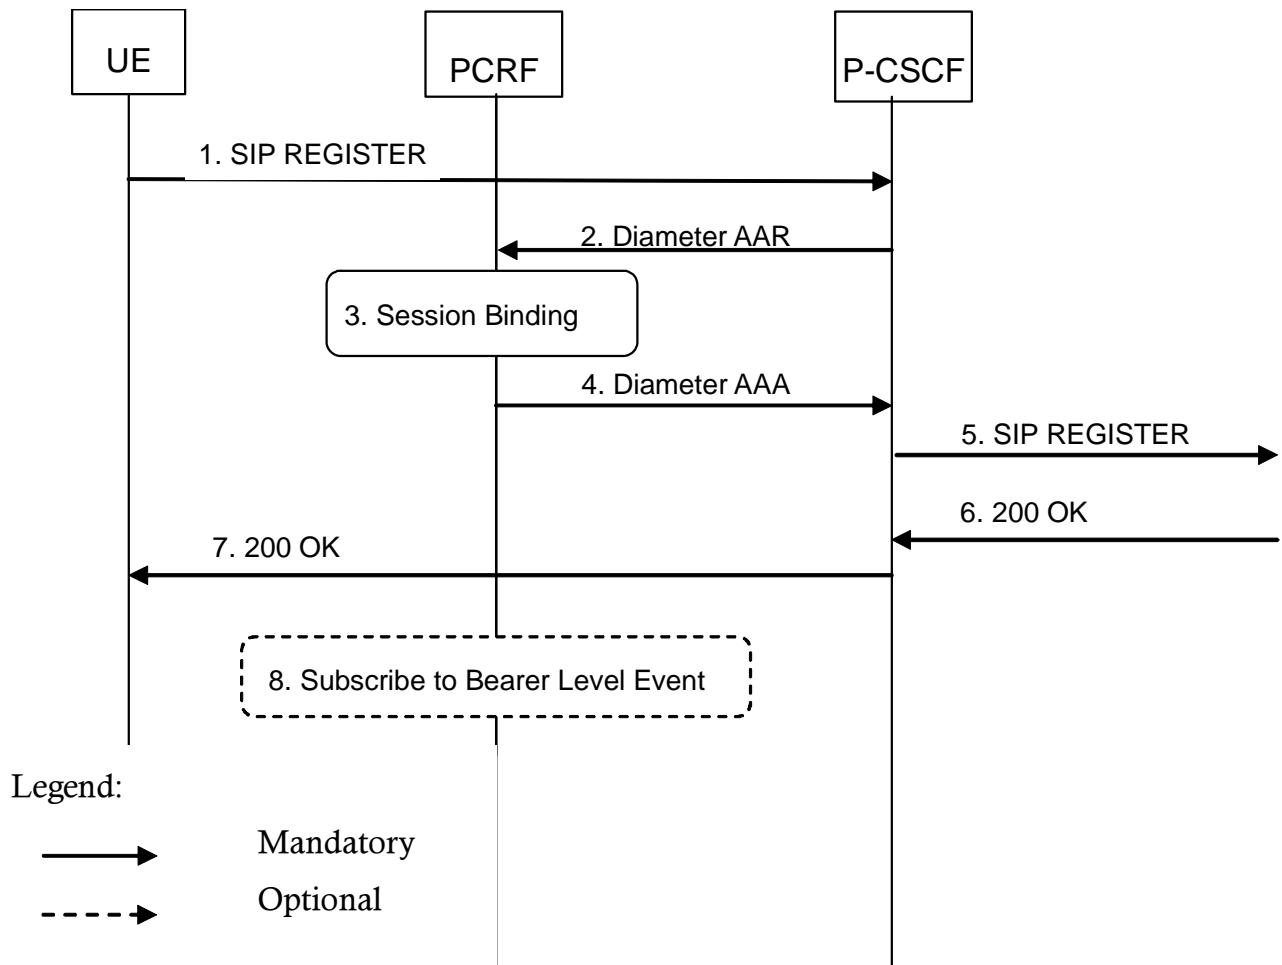 UE
PCRF
P-CSCF
1. SIP REGISTER
2. Diameter AAR
3. Session Binding
4. Diameter AAA
5. SIP REGISTER
6. 200 OK
7. 200 OK
8. Subscribe to Bearer Level Event
Legend:
Mandatory
Optional